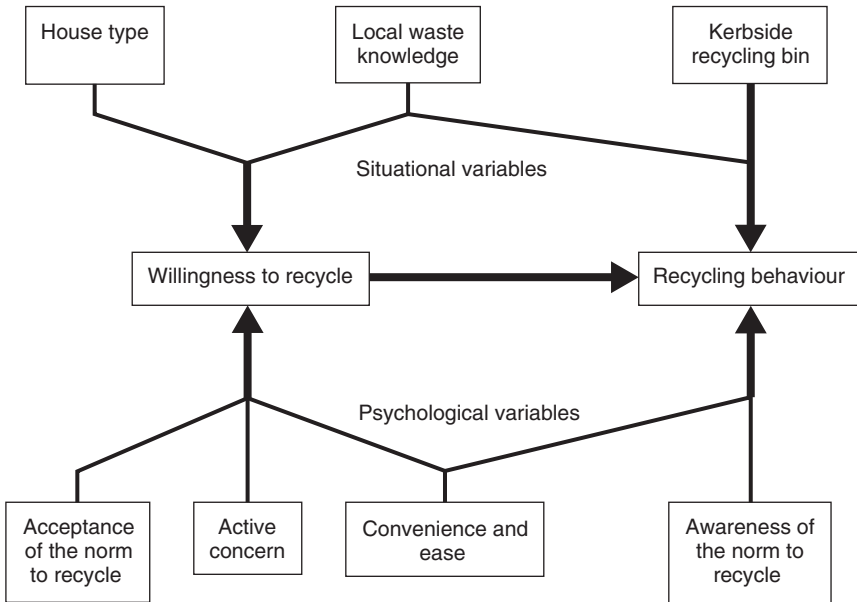 House type
Local waste
knowledge
Kerbside
recycling bin
Situational variables
Willingness to recycle
Recycling behaviour
Psychological variables
Acceptance
of the norm
to recycle
Active
concern
Convenience and
ease
Awareness of
the norm to
recycle